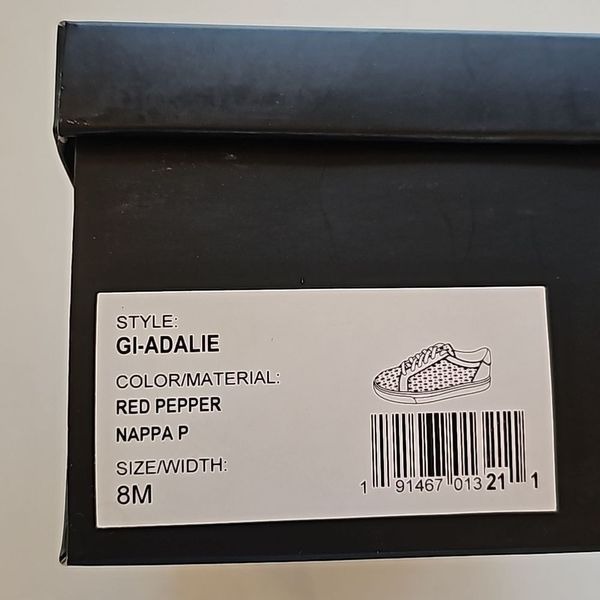 STYLE:
GI-ADALIE
COLOR/MATERIAL:
RED PEPPER
NAPPA P
SIZE/WIDTH:
8M
1 91467 013 21 1